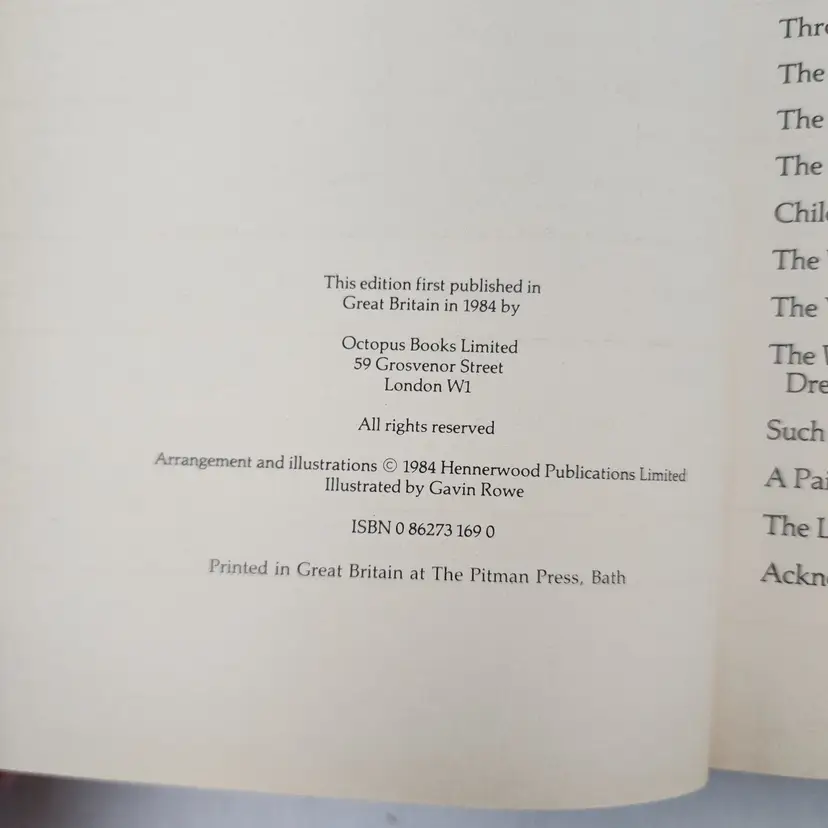 This edition first published in
Great Britain in 1984 by
Octopus Books Limited
59 Grosvenor Street
London W1
All rights reserved
Arrangement and illustrations © 1984 Hennerwood Publications Limited
Illustrated by Gavin Rowe
ISBN 0 86273 169 0
Printed in Great Britain at The Pitman Press, Bath
The
The
The
The
The
The
Such
A
The